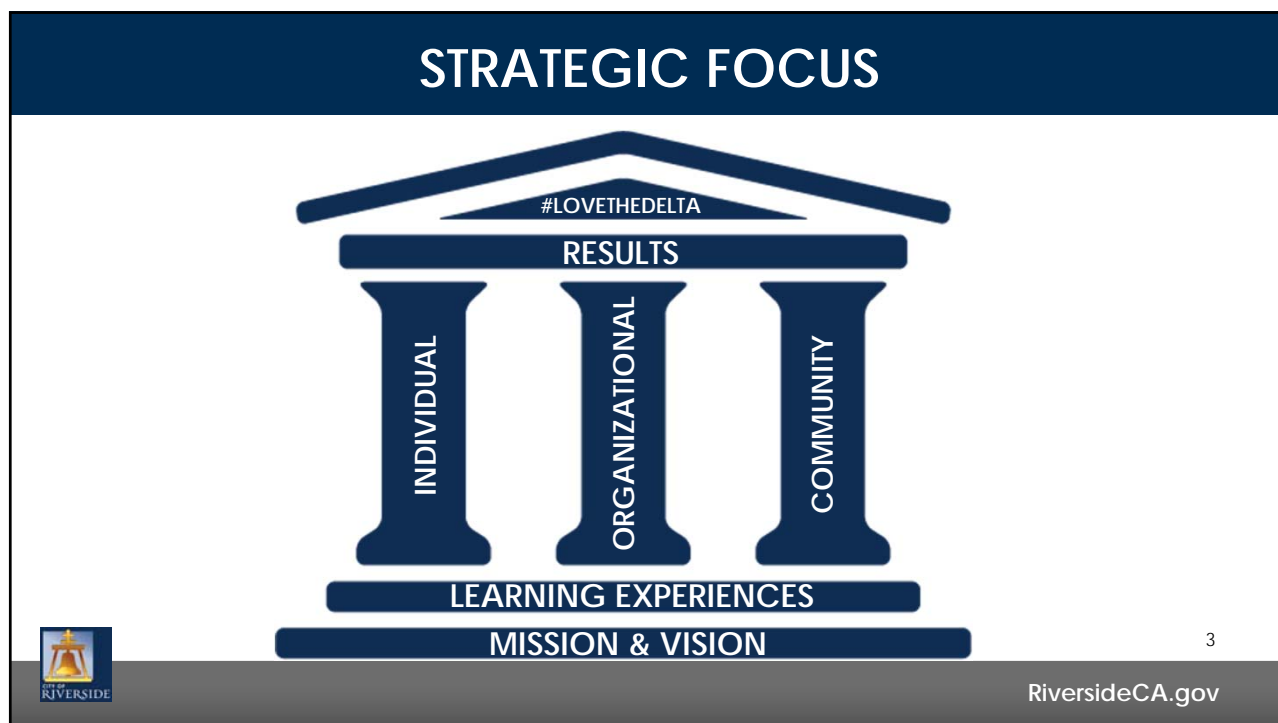 STRATEGIC FOCUS
#LOVETHEDELTA
RESULTS
INDIVIDUAL
ORGANIZATIONAL
COMMUNITY
LEARNING EXPERIENCES
MISSION & VISION
3
CITY OF
RIVERSIDE
RiversideCA.gov